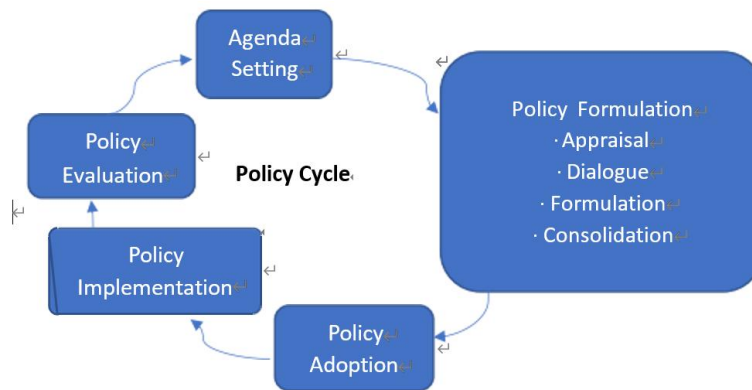 Agenda
Setting
Policy Formulation
· Appraisal
· Dialogue
· Formulation
· Consolidation
Policy
Evaluation
Policy Cycle
Policy
Implementation
Policy
Adoption